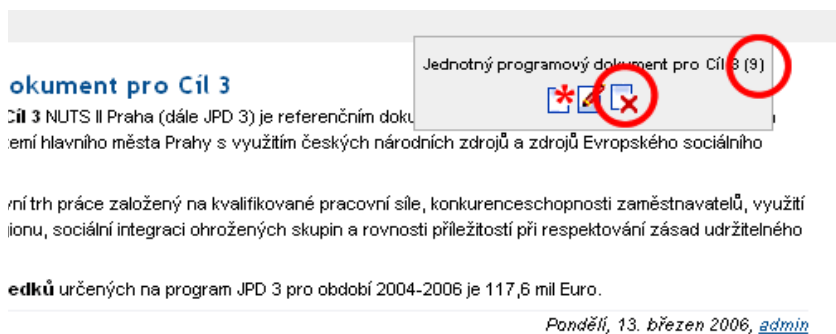 Jednotný programový dokument pro Cíl 3 (9)
okument pro Cíl 3
Cíl 3 NUTS II Praha (dále JPD 3) je referenčním
zemí hlavního města Prahy s využitím českých národních zdrojů a zdrojů Evropského sociálního
vní trh práce založený na kvalifikované pracovní síle, konkurenceschopnosti zaměstnavatelů, využití
gionu, sociální integraci ohrožených skupin a rovnosti příležitostí při respektování zásad udržitelného
edků určených na program JPD 3 pro období 2004-2006 je 117,6 mil Euro.
Pondělí, 13. březen 2006, admin